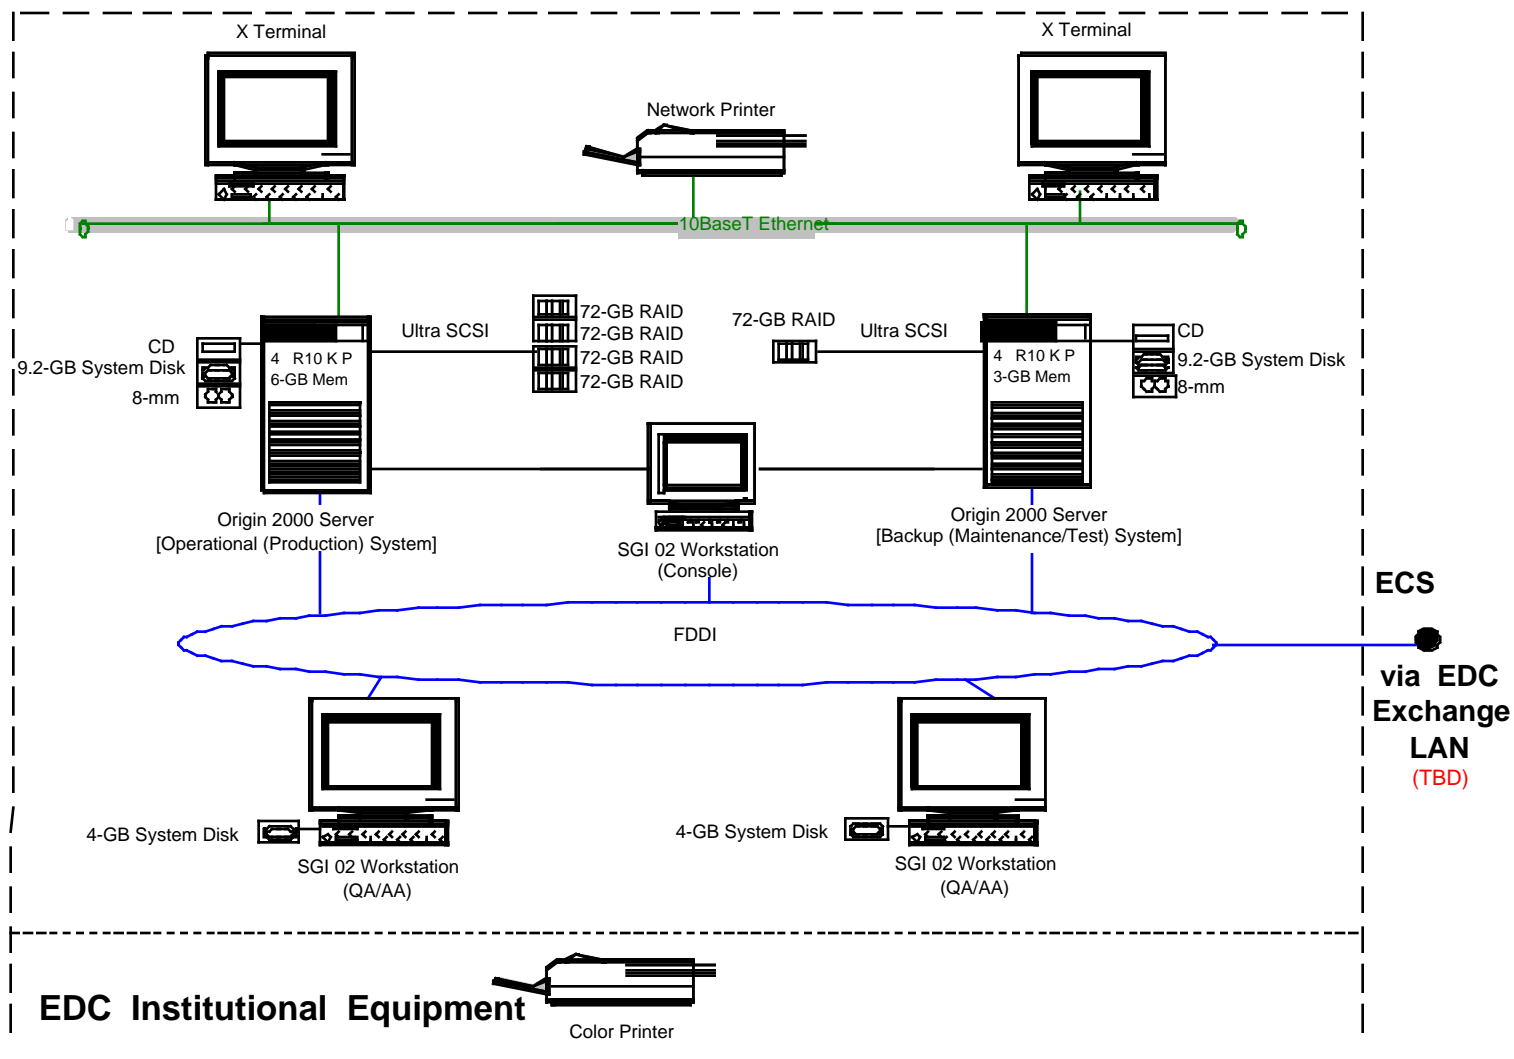 X Terminal
X Terminal
Network Printer
10BaseT Ethernet
Ultra SCSI
72-GB RAID
72-GB RAID
72-GB RAID
72-GB RAID
72-GB RAID
Ultra SCSI
CD
9.2-GB System Disk
8-mm
4 R10 K P
6-GB Mem
4 R10 K P
3-GB Mem
CD
9.2-GB System Disk
8-mm
Origin 2000 Server
[Operational (Production) System]
SGI 02 Workstation
(Console)
Origin 2000 Server
[Backup (Maintenance/Test) System]
FDDI
ECS
via EDC
Exchange
LAN
(TBD)
4-GB System Disk
SGI 02 Workstation
(QA/AA)
4-GB System Disk
SGI 02 Workstation
(QA/AA)
EDC Institutional Equipment
Color Printer